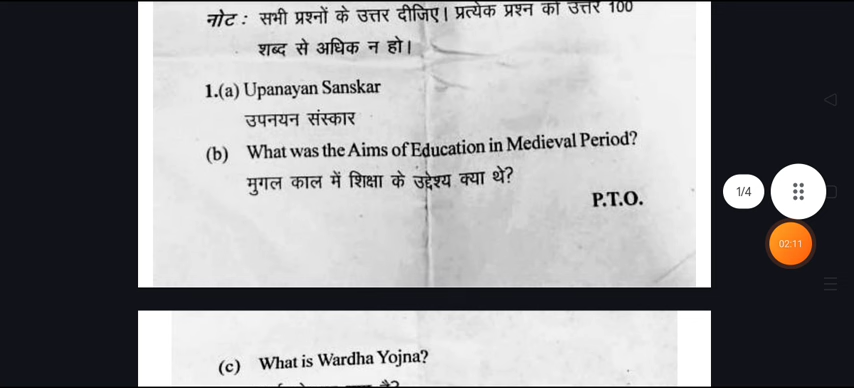 नोट : सभी प्रश्नों के उत्तर दीजिए। प्रत्येक प्रश्न का उत्तर 100
शब्द से अधिक न हो।
1.(a) Upanayan Sanskar
उपनयन संस्कार
(b) What was the Aims of Education in Medieval Period?
मुगल काल में शिक्षा के उद्देश्य क्या थे?
P.T.O.
1/4
02:11
(c) What is Wardha Yojna?